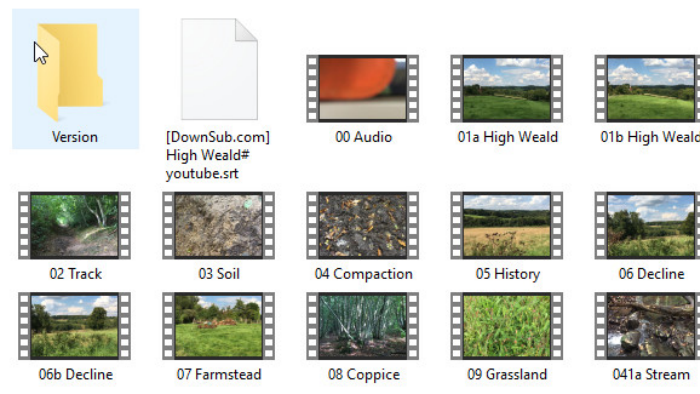 Version
[DownSub.com]
High Weald#
youtube.srt
00 Audio
01a High Weald
01b High Weald
02 Track
03 Soil
04 Compaction
05 History
06 Decline
06b Decline
07 Farmstead
08 Coppice
09 Grassland
041a Stream